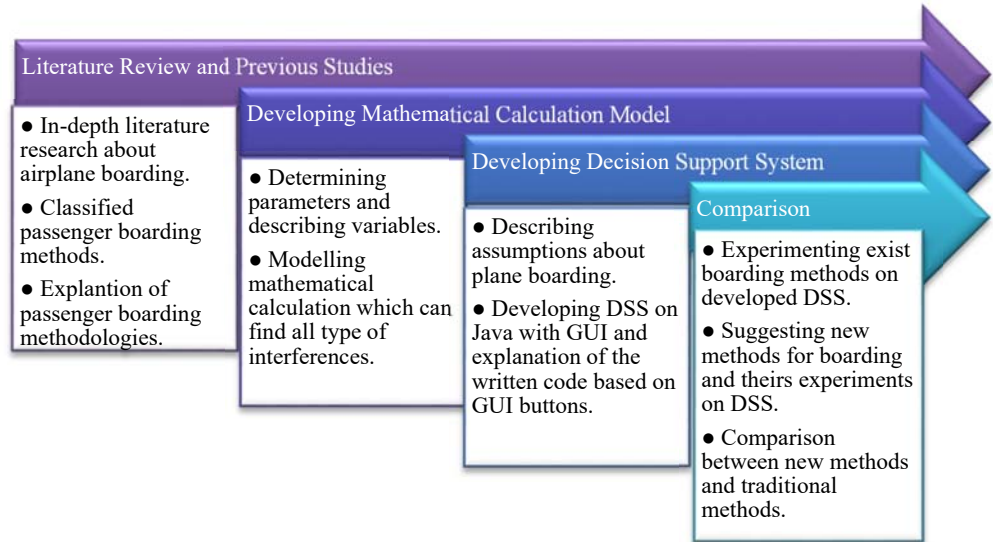 Literature Review and Previous Studies
● In-depth literature
research about
airplane boarding.
● Classified
passenger boarding
methods.
● Explantion of
passenger boarding
methodologies.
Developing Mathematical Calculation Model
● Determining
parameters and
describing variables.
● Modelling
mathematical
calculation which can
find all type of
interferences.
Developing Decision Support System
● Describing
assumptions about
plane boarding.
● Developing DSS on
Java with GUI and
explanation of the
written code based on
GUI buttons.
Comparison
● Experimenting exist
boarding methods on
developed DSS.
● Suggesting new
methods for boarding
and theirs experiments
on DSS.
● Comparison
between new methods
and traditional
methods.